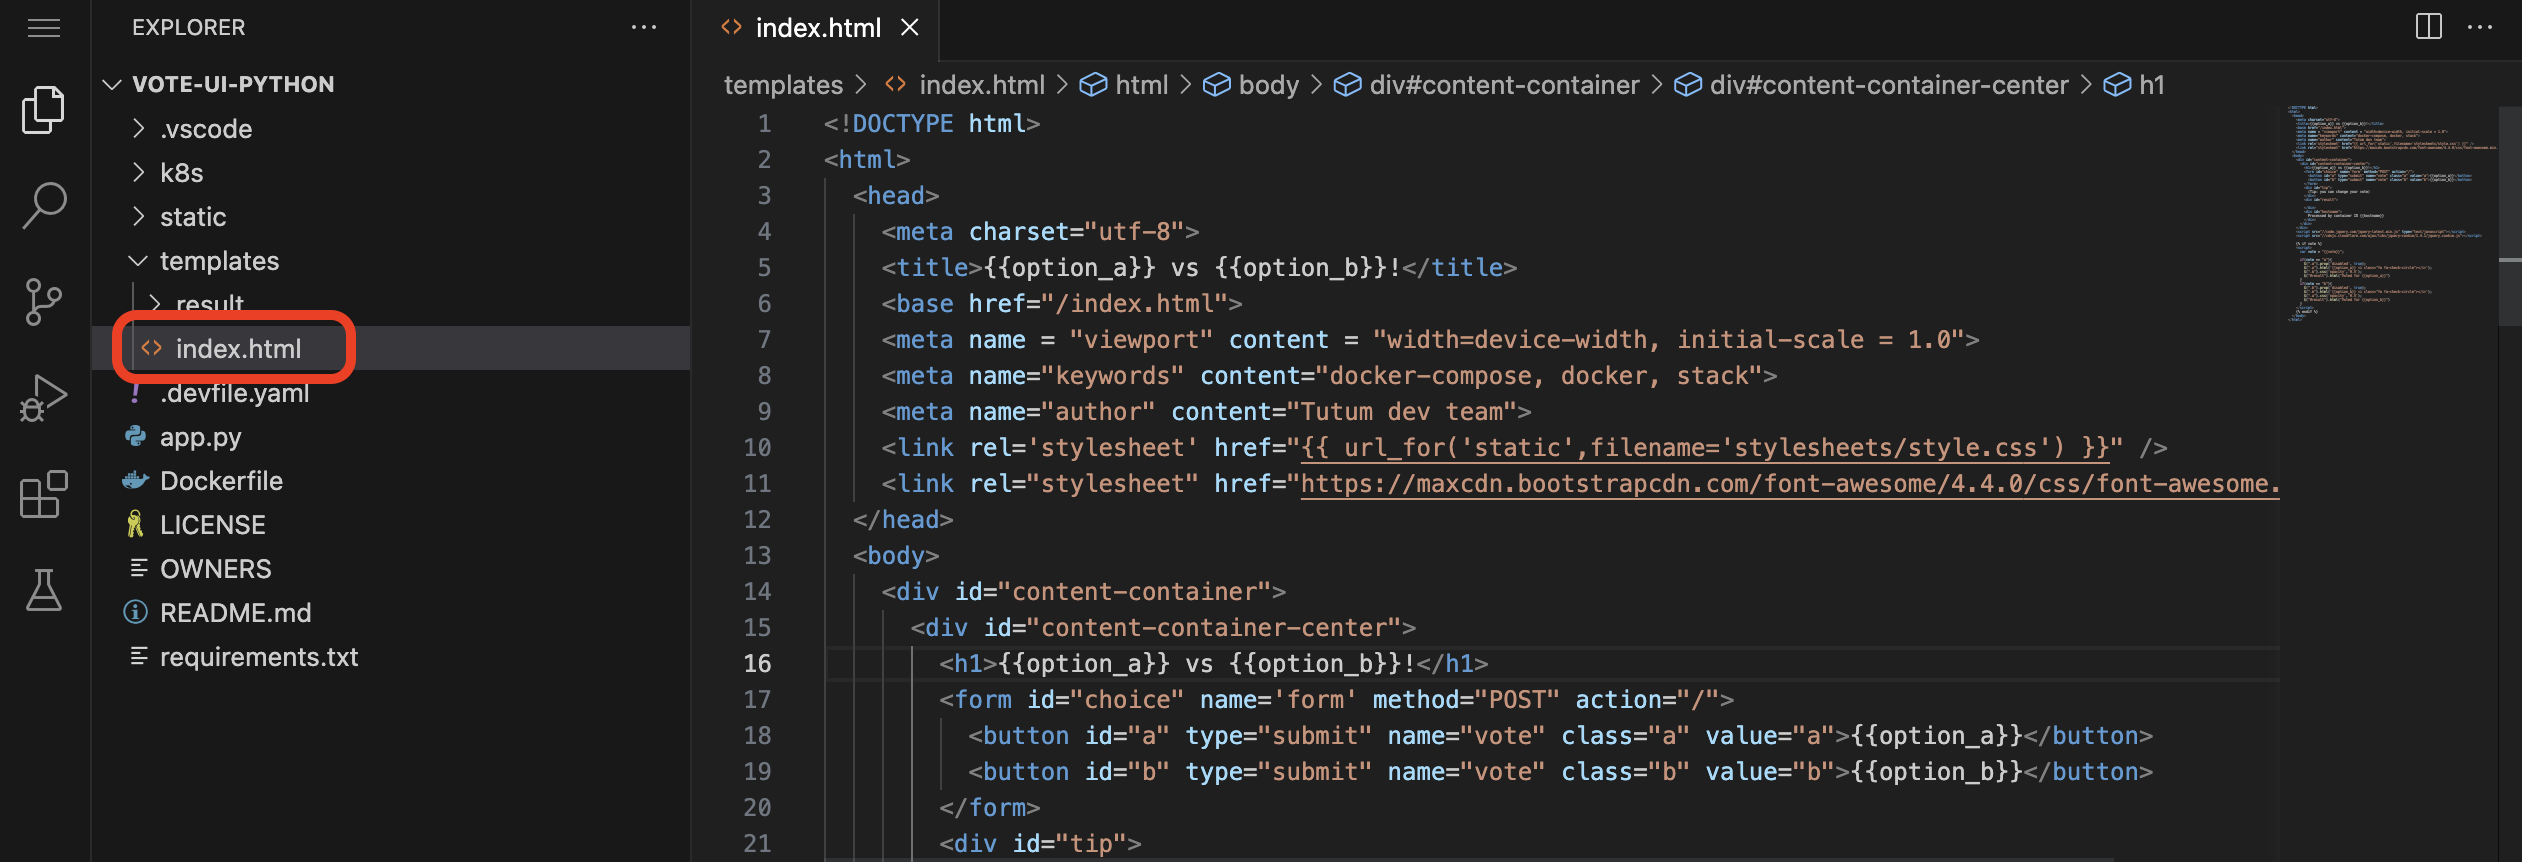 EXPLORER
VOTE-UI-PYTHON
.vscode
k8s
static
templates
result
index.html
.devfile.yaml
app.py
Dockerfile
LICENSE
OWNERS
README.md
requirements.txt
index.html
templates > index.html > html > body > div#content-container > div#content-container-center > h1
1 <!DOCTYPE html>
2 <html>
3 <head>
4 <meta charset="utf-8">
5 <title>{{option_a}} vs {{option_b}}!</title>
6 <base href="/index.html">
7 <meta name = "viewport" content = "width=device-width, initial-scale = 1.0">
8 <meta name="keywords" content="docker-compose, docker, stack">
9 <meta name="author" content="Tutum dev team">
10 <link rel='stylesheet' href="{{ url_for('static',filename='stylesheets/style.css') }}" />
11 <link rel="stylesheet" href="https://maxcdn.bootstrapcdn.com/font-awesome/4.4.0/css/font-awesome.
12 </head>
13 <body>
14 <div id="content-container">
15 <div id="content-container-center">
16 <h1>{{option_a}} vs {{option_b}}!</h1>
17 <form id="choice" name='form' method="POST" action="/">
18 <button id="a" type="submit" name="vote" class="a" value="a">{{option_a}}</button>
19 <button id="b" type="submit" name="vote" class="b" value="b">{{option_b}}</button>
20 </form>
21 <div id="tip">